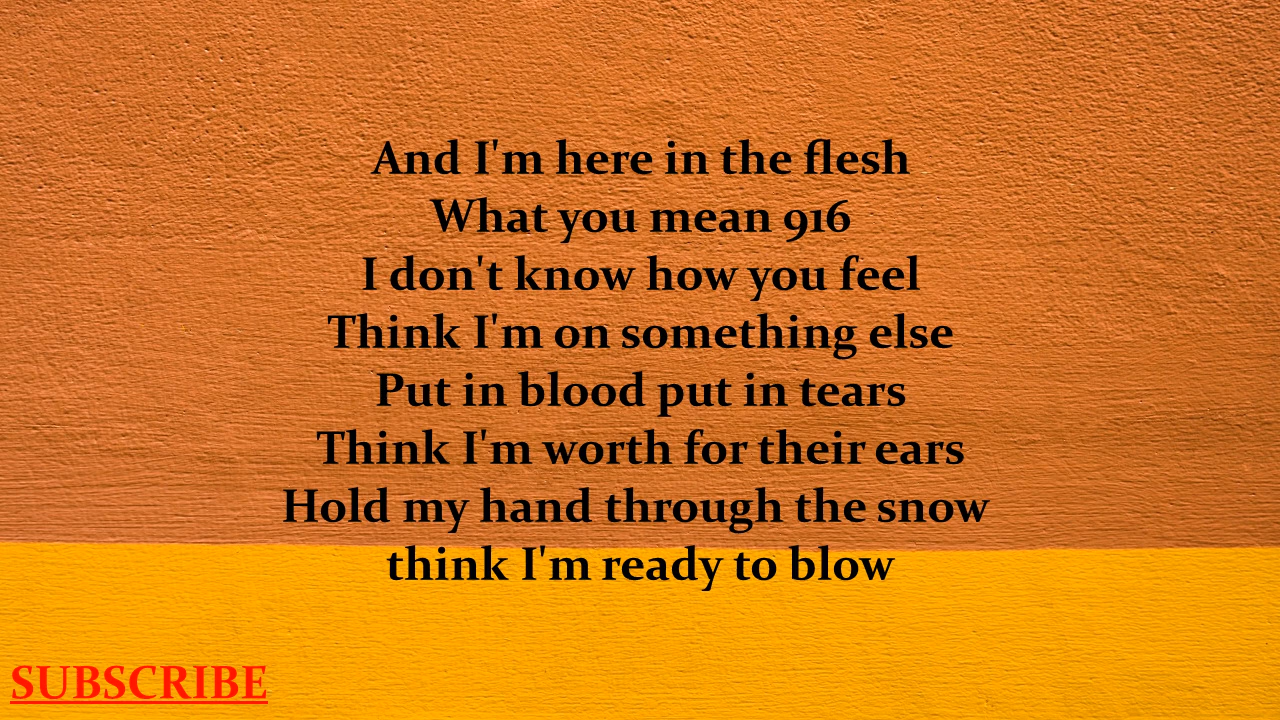 And I'm here in the flesh
What you mean 916
I don't know how you feel
Think I'm on something else
Put in blood put in tears
Think I'm worth for their ears
Hold my hand through the snow
think I'm ready to blow
SUBSCRIBE